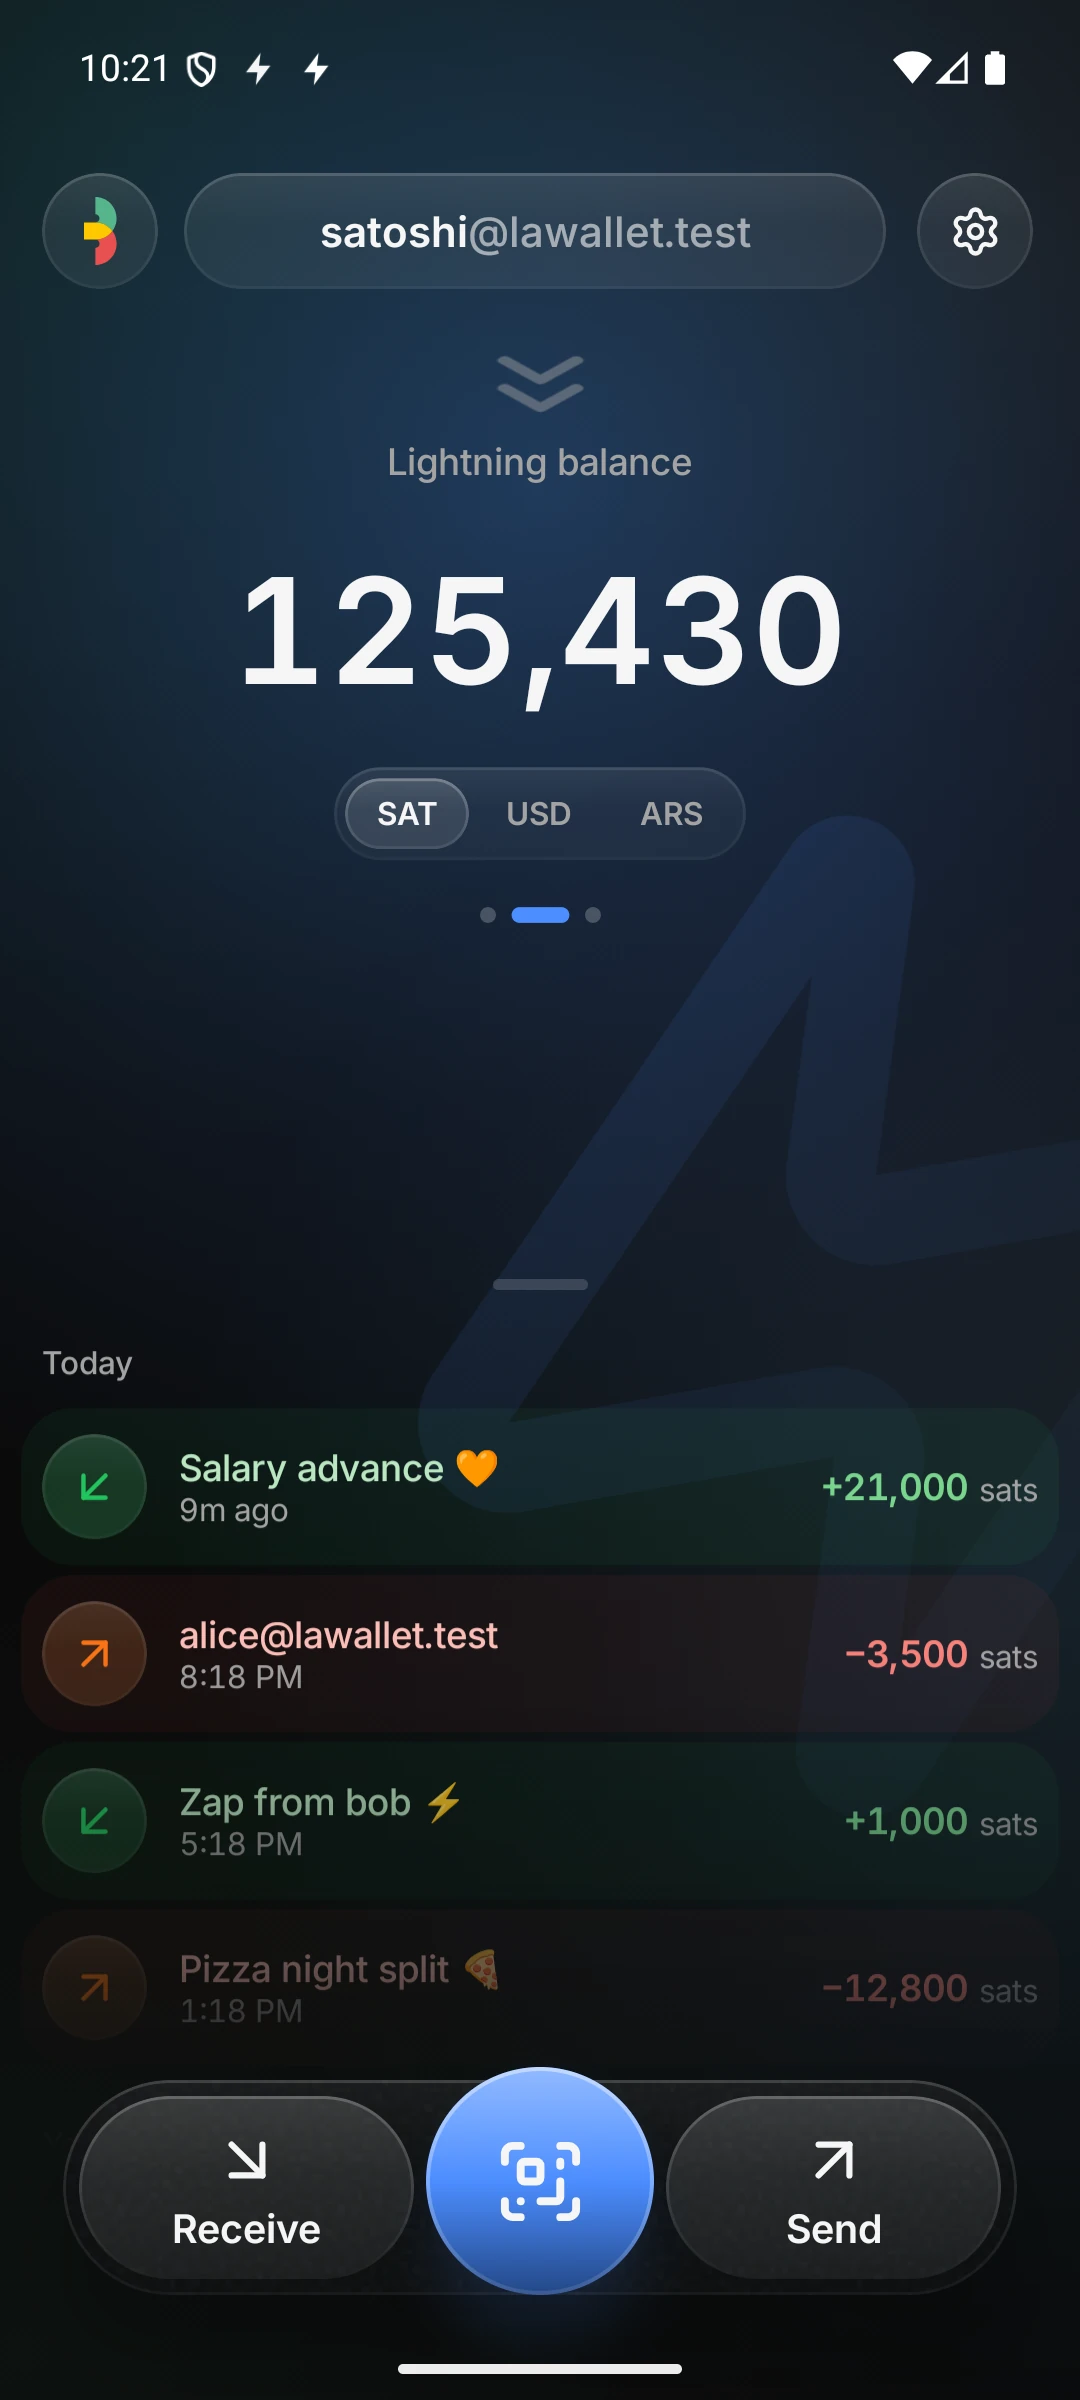 10:21
satoshi@lawallet.test
Lightning balance
125,430
SAT USD ARS
Today
Salary advance 🧡
9m ago
+21,000 sats
alice@lawallet.test
8:18 PM
−3,500 sats
Zap from bob ⚡
5:18 PM
+1,000 sats
Pizza night split 🍕
1:18 PM
−12,800 sats
Receive
Send